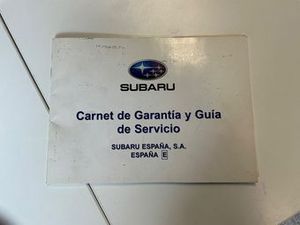 SUBARU
Carnet de Garantía y Guía
de Servicio
SUBARU ESPAÑA, S.A.
ESPAÑA E